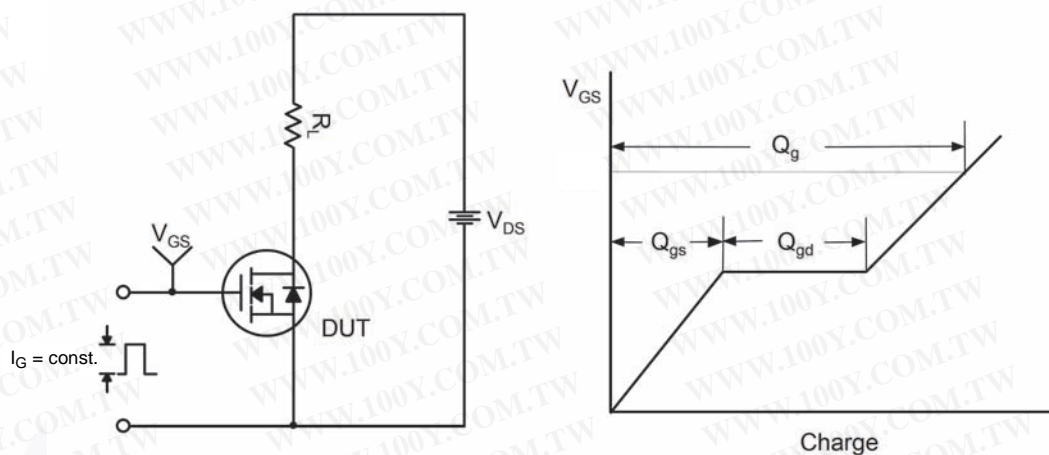 R_L
V_DS
V_GS
DUT
I_G = const.
V_GS
Q_g
Q_gs
Q_gd
Charge
WWW.100Y.COM.TW